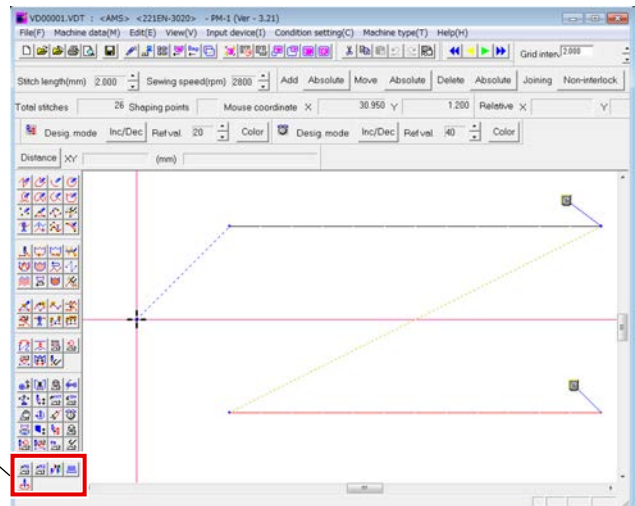 VD00001.VDT : <AMS> <221EN-3020> - PM-1 (Ver - 3.21)
File(F) Machine data(M) Edit(E) View(V) Input device(I) Condition setting(C) Machine type(T) Help(H)
Grid interv. 2.000
Stitch length(mm) 2.000 Sewing speed(rpm) 2800 Add Absolute Move Absolute Delete Absolute Joining Non-interlock
Total stitches 26 Shaping points Mouse coordinate X 30.950 Y 1.200 Relative X Y
Desig. mode Inc/Dec Ref.val. 20 Color Desig. mode Inc/Dec Ref.val. 40 Color
Distance XY (mm)